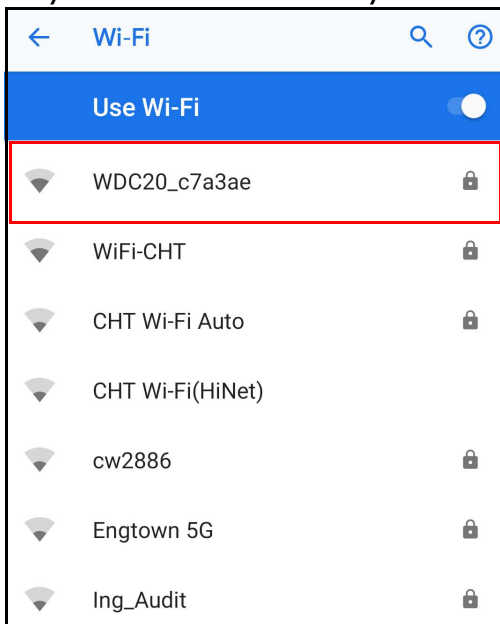 Wi-Fi
Use Wi-Fi
WDC20_c7a3ae
WiFi-CHT
CHT Wi-Fi Auto
CHT Wi-Fi(HiNet)
cw2886
Engtown 5G
Ing_Audit